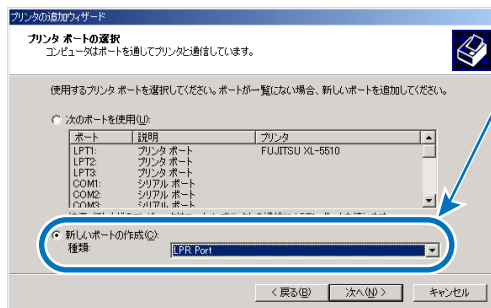 プリンタの追加ウィザード
プリンタ ポートの選択
コンピュータはポートを通してプリンタと通信しています。
使用するプリンタ ポートを選択してください。ポートが一覧にない場合、新しいポートを追加してください。
次のポートを使用(U):
ポート 説明 プリンタ
LPT1: プリンタ ポート FUJITSU XL-5510
LPT2: プリンタ ポート
LPT3: プリンタ ポート
COM1: シリアル ポート
COM2: シリアル ポート
COM3: シリアル ポート
新しいポートの作成(C):
種類: LPR Port
< 戻る(B) 次へ(N) > キャンセル